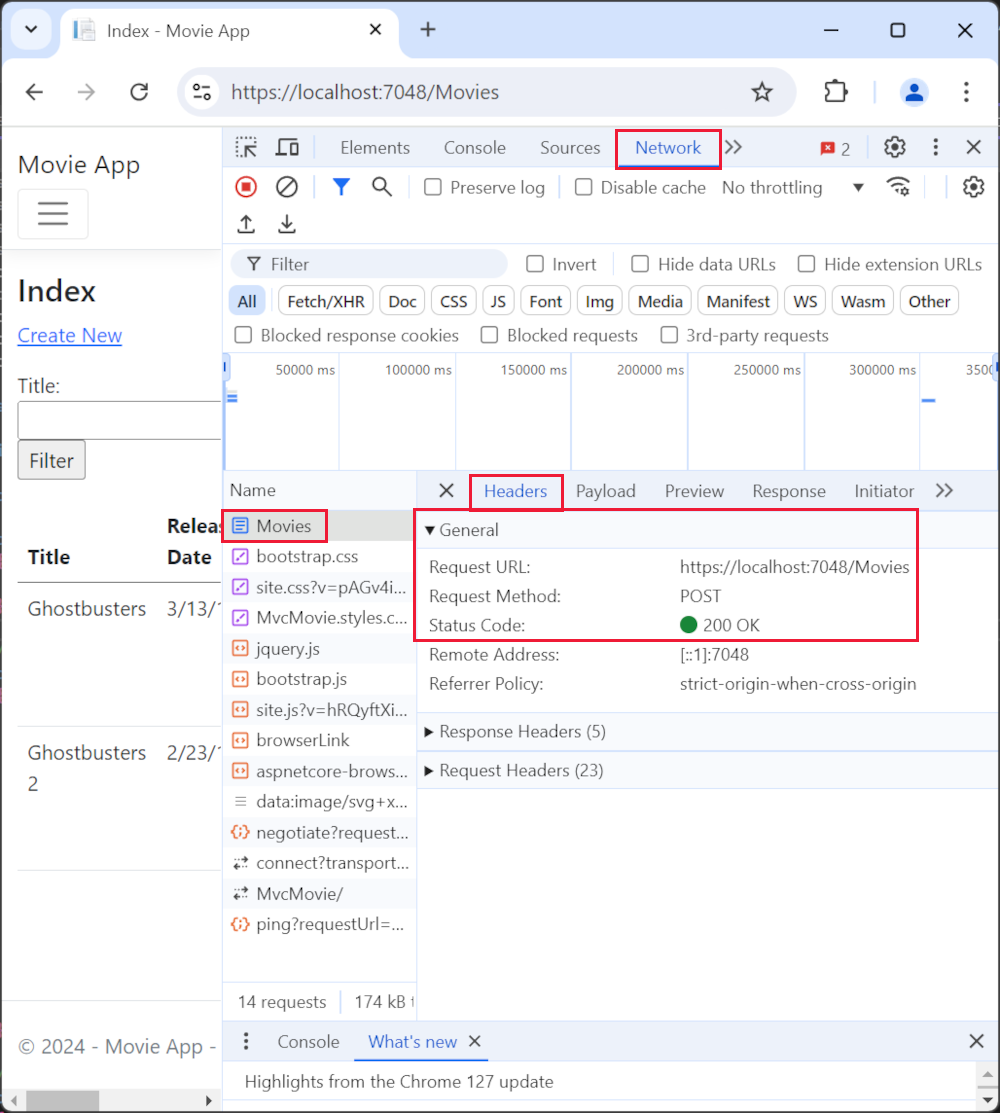 Index - Movie App
https://localhost:7048/Movies
Movie App
Index
Create New
Title:
Filter
Title
Date
Ghostbusters 3/13/
Ghostbusters 2/23/
2
© 2024 - Movie App -
Elements Console Sources Network 2
Preserve log Disable cache No throttling
Filter Invert Hide data URLs Hide extension URLs
All Fetch/XHR Doc CSS JS Font Img Media Manifest WS Wasm Other
Blocked response cookies Blocked requests 3rd-party requests
50000 ms 100000 ms 150000 ms 200000 ms 250000 ms 300000 ms 3500
Name
Movies
bootstrap.css
site.css?v=pAGv4i...
MvcMovie.styles.c...
jquery.js
bootstrap.js
site.js?v=hRQyftXi...
browserLink
aspnetcore-brows...
data:image/svg+x...
negotiate?request...
connect?transport...
MvcMovie/
ping?requestUrl=...
14 requests 174 kB
Headers Payload Preview Response Initiator
General
Request URL: https://localhost:7048/Movies
Request Method: POST
Status Code: 200 OK
Remote Address: [::1]:7048
Referrer Policy: strict-origin-when-cross-origin
Response Headers (5)
Request Headers (23)
Console What's new
Highlights from the Chrome 127 update